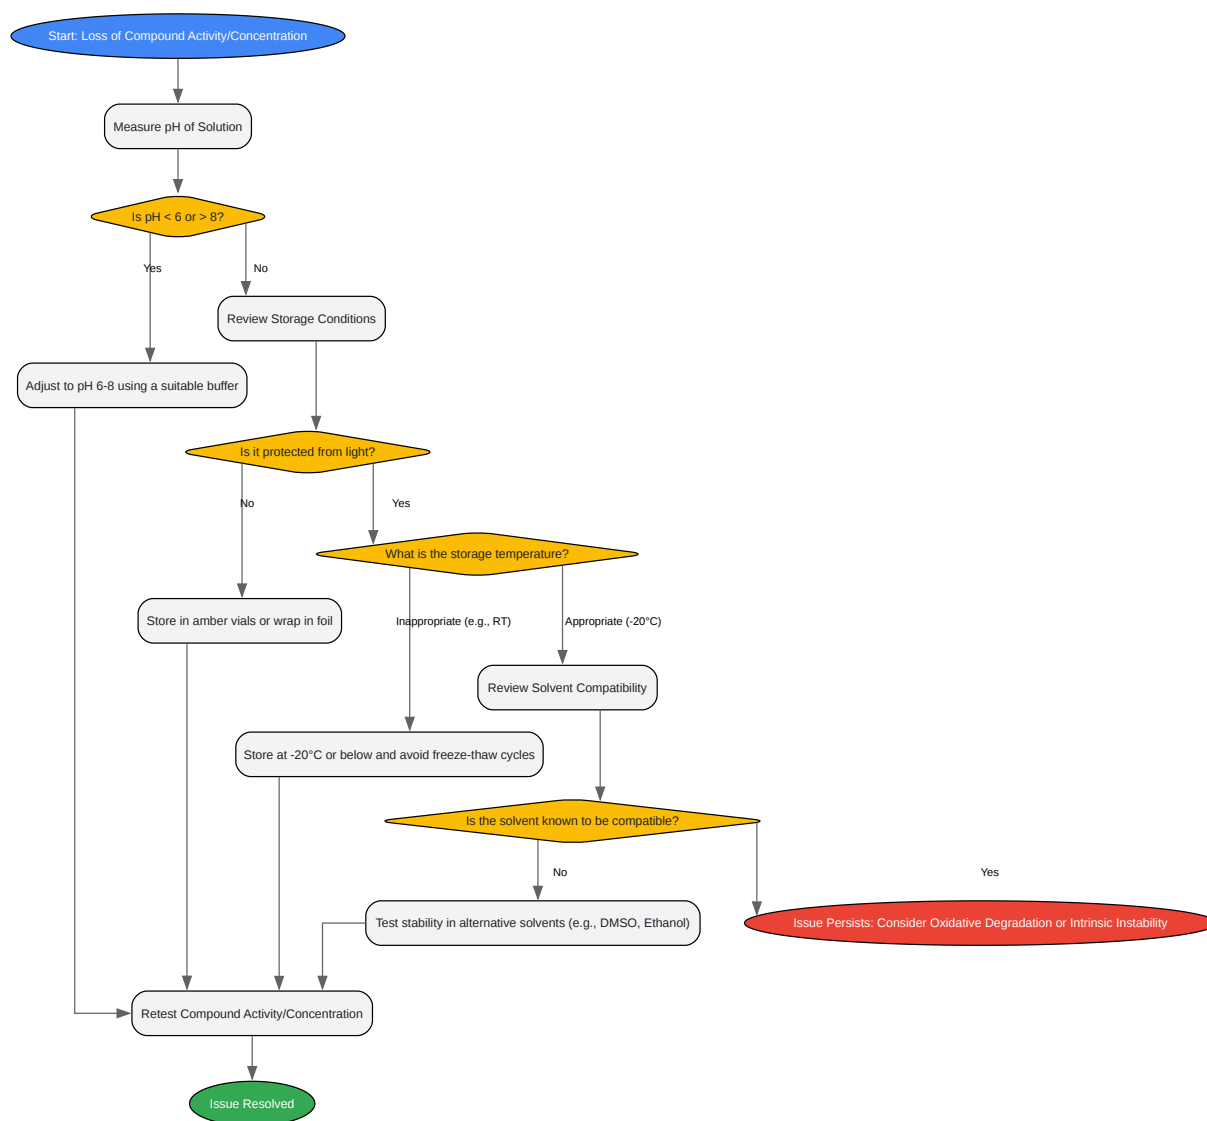 Start: Loss of Compound Activity/Concentration
Measure pH of Solution
Is pH < 6 or > 8?
Yes
No
Review Storage Conditions
Adjust to pH 6-8 using a suitable buffer
Is it protected from light?
No
Yes
What is the storage temperature?
Store in amber vials or wrap in foil
Inappropriate (e.g., RT)
Appropriate (-20°C)
Review Solvent Compatibility
Store at -20°C or below and avoid freeze-thaw cycles
Is the solvent known to be compatible?
No
Yes
Test stability in alternative solvents (e.g., DMSO, Ethanol)
Issue Persists: Consider Oxidative Degradation or Intrinsic Instability
Retest Compound Activity/Concentration
Issue Resolved